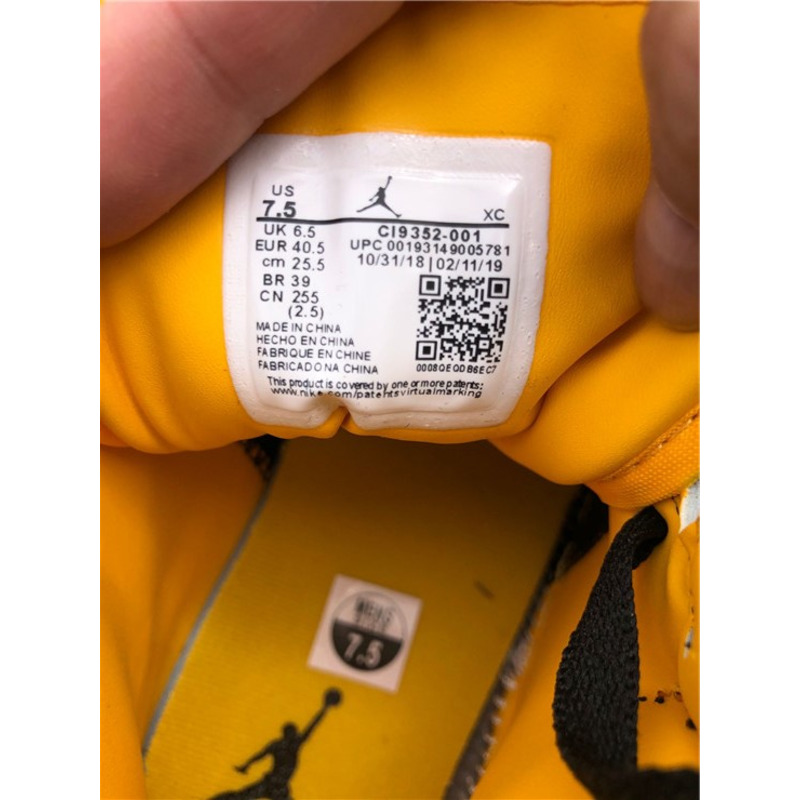 US
7.5
XC
UK 6.5
EUR 40.5
cm 25.5
BR 39
CN 255
(2.5)
CI9352-001
UPC 00193149005781
10/31/18 | 02/11/19
0008QEQDB6EC7
MADE IN CHINA
HECHO EN CHINA
FABRIQUE EN CHINE
FABRICADO NA CHINA
This product is covered by one or more patents:
www.nike.com/patentsvirtualmarking
7.5